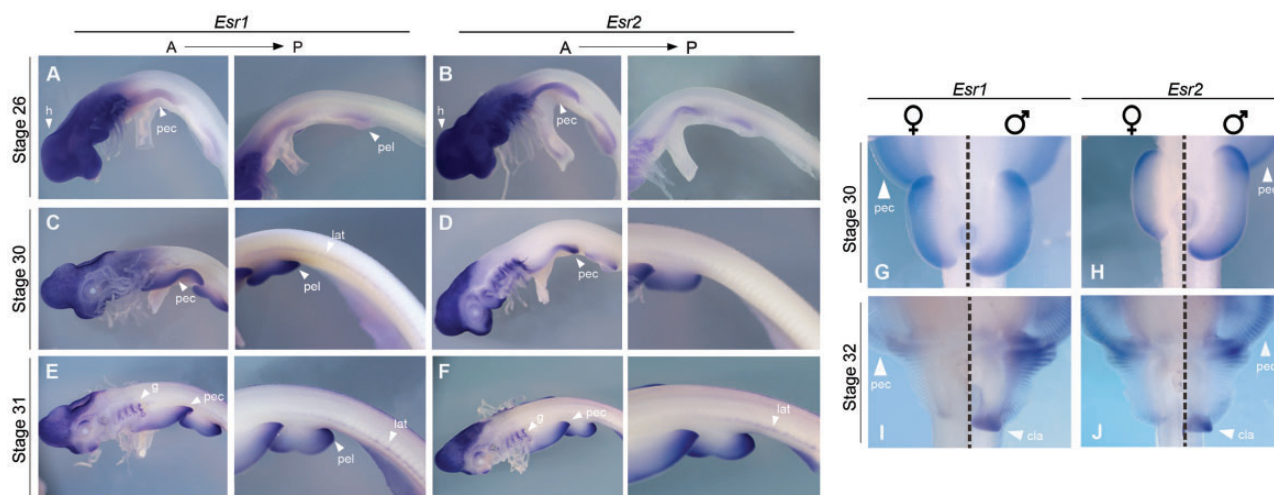 Esr1
A P
Esr2
A P
Stage 26
A
h
pec
pel
B
h
pec
Stage 30
C
pec
lat
pel
D
pec
Stage 31
E
g
pec
pel
lat
F
g
pec
lat
Esr1
♀ ♂
Esr2
♀ ♂
Stage 30
pec
G
pec
H
Stage 32
pec
I
cla
pec
J
cla